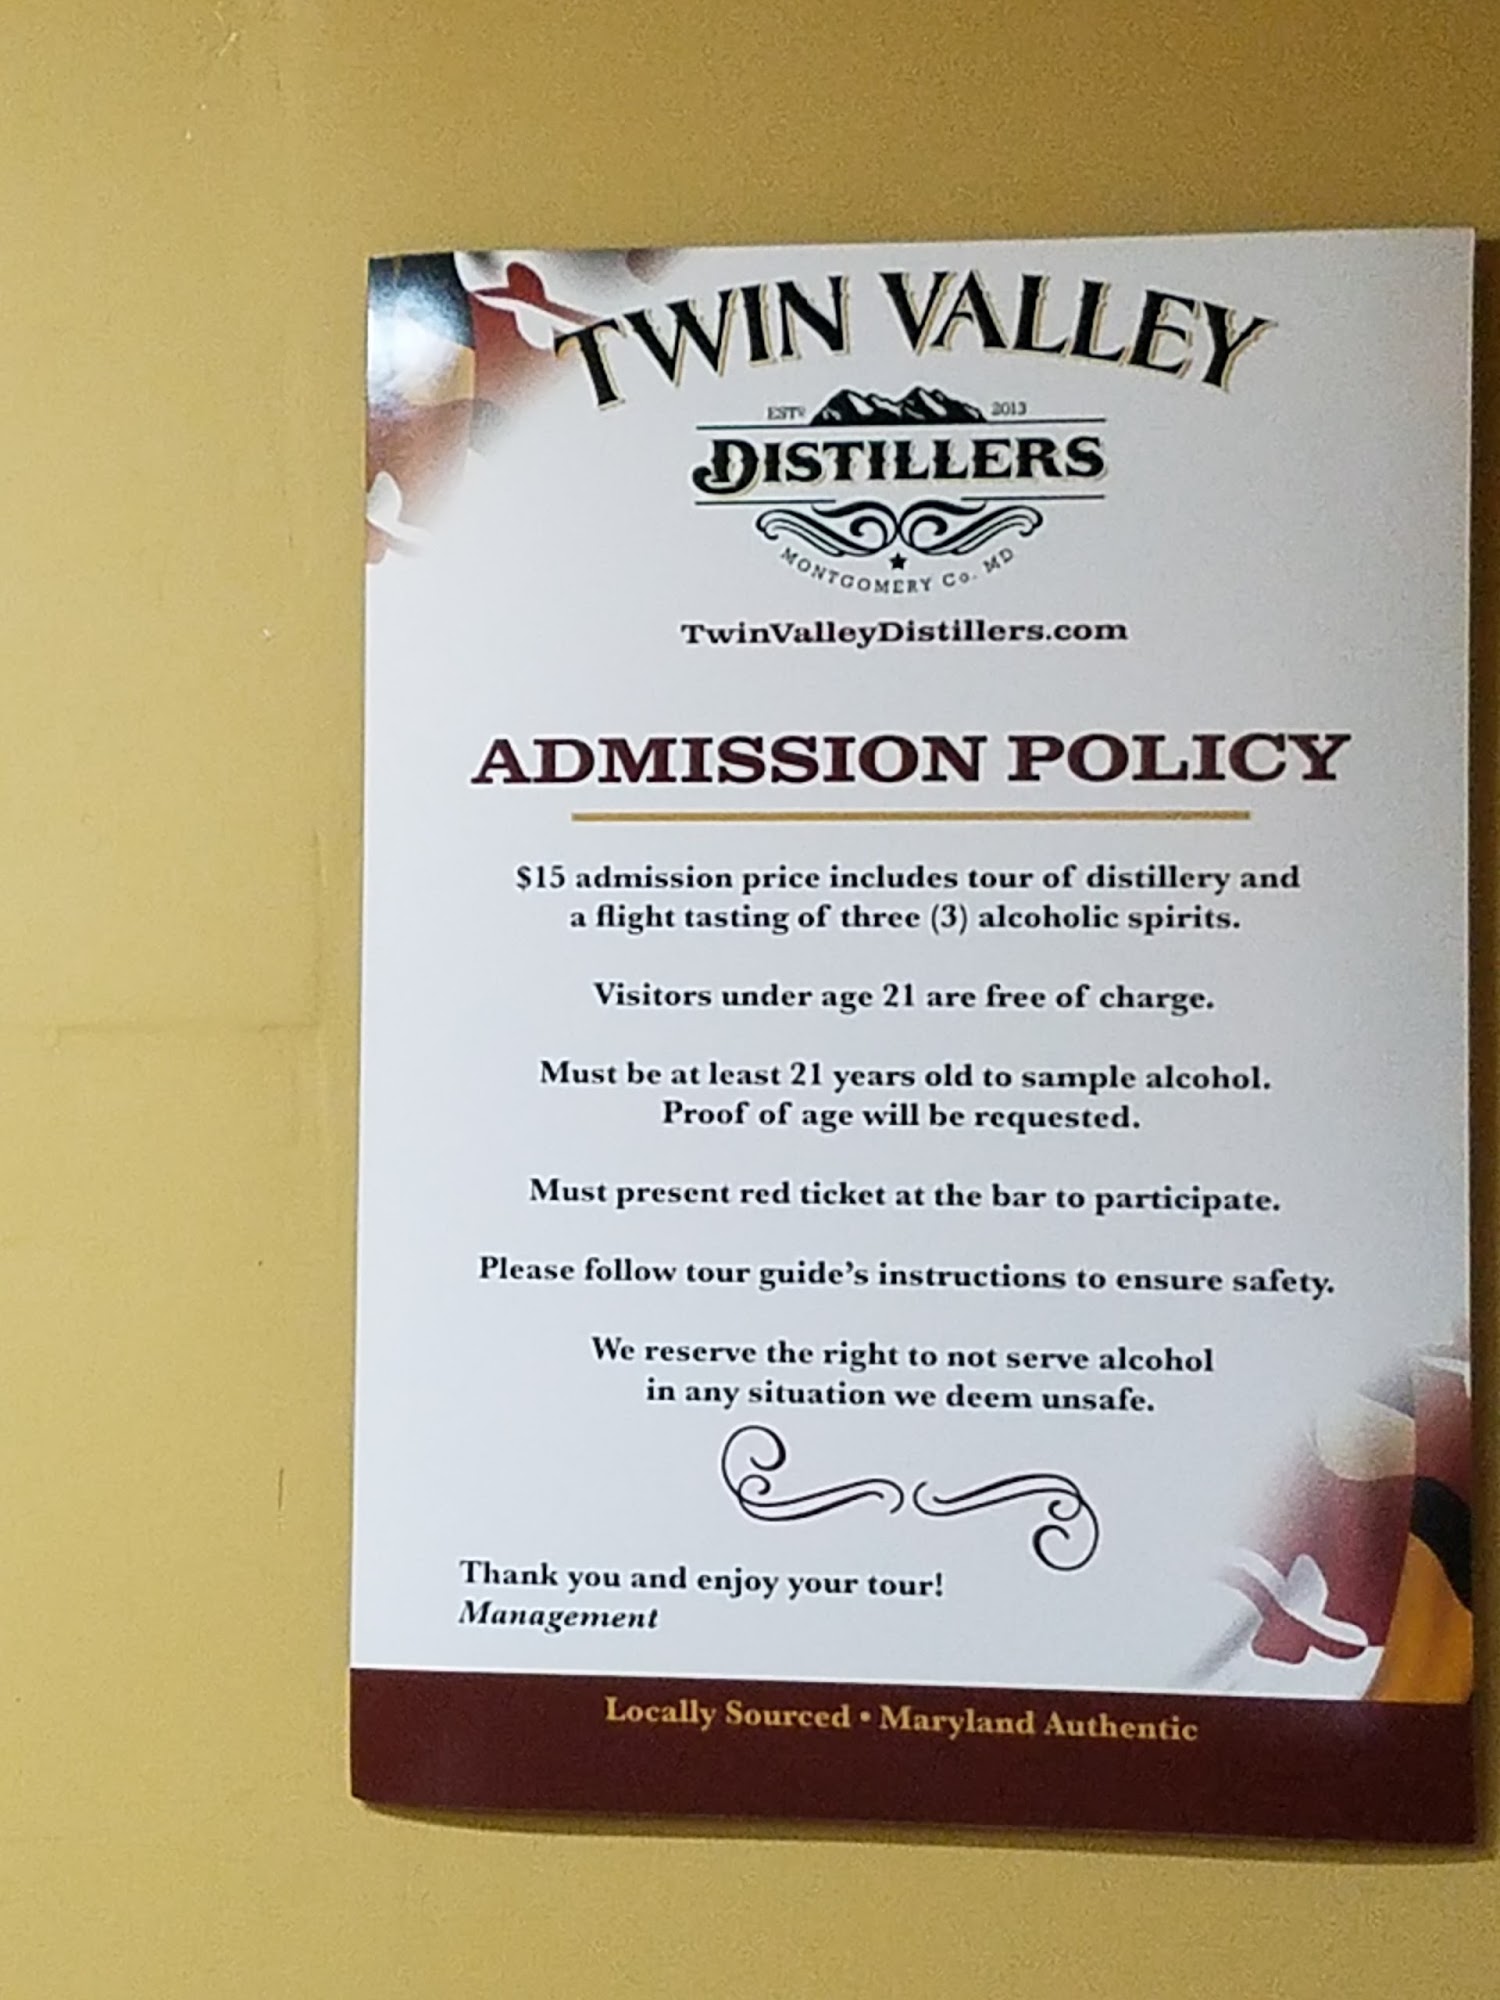 TWIN VALLEY
ESTD 2013
DISTILLERS
MONTGOMERY Co. MD
TwinValleyDistillers.com
ADMISSION POLICY
$15 admission price includes tour of distillery and
a flight tasting of three (3) alcoholic spirits.
Visitors under age 21 are free of charge.
Must be at least 21 years old to sample alcohol.
Proof of age will be requested.
Must present red ticket at the bar to participate.
Please follow tour guide's instructions to ensure safety.
We reserve the right to not serve alcohol
in any situation we deem unsafe.
Thank you and enjoy your tour!
Management
Locally Sourced • Maryland Authentic